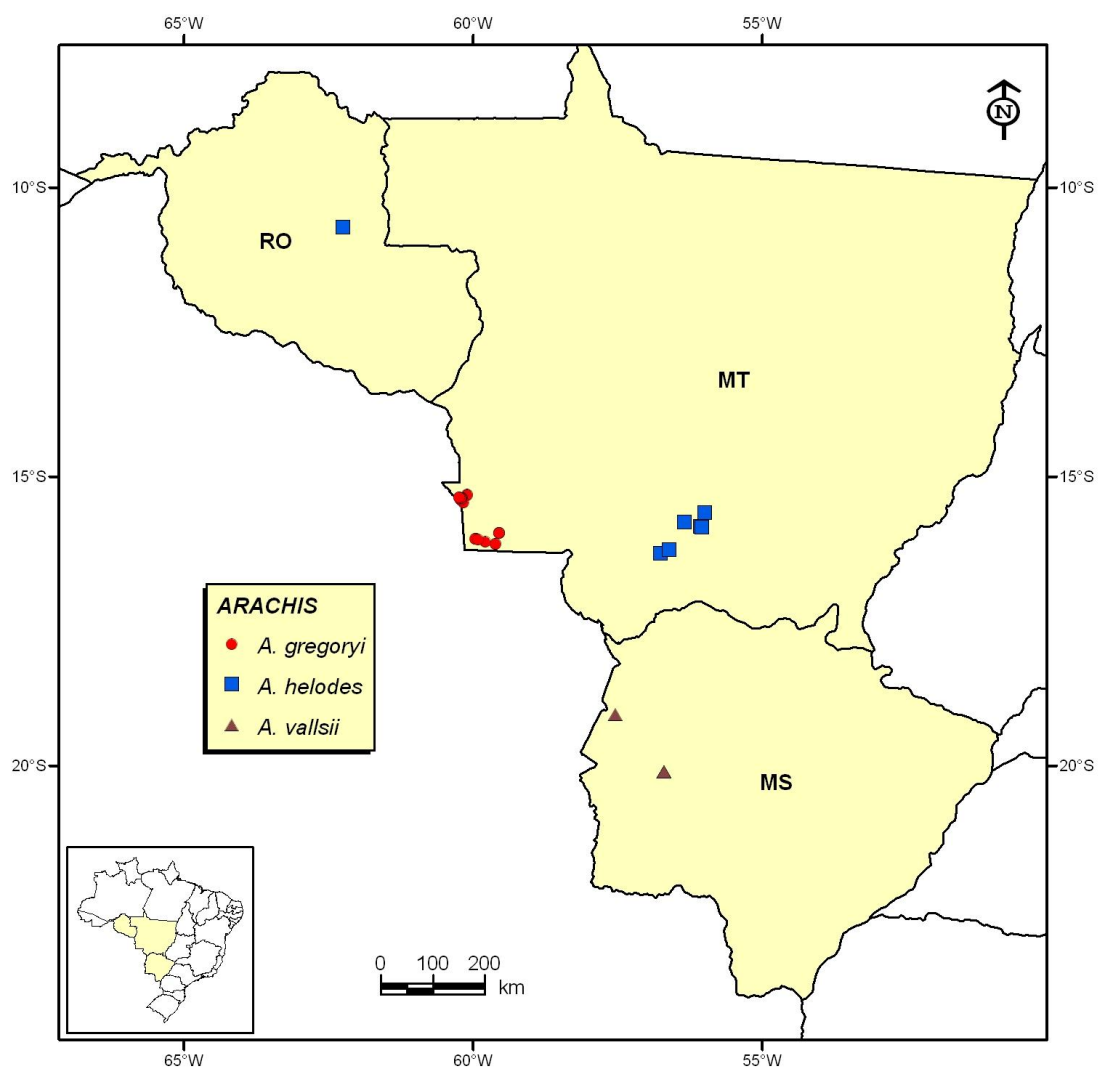 65°W 60°W 55°W
N
10°S 10°S
RO
MT
15°S 15°S
ARACHIS
A. gregoryi
A. helodes
A. vallsii
20°S 20°S
MS
0 100 200
km
65°W 60°W 55°W